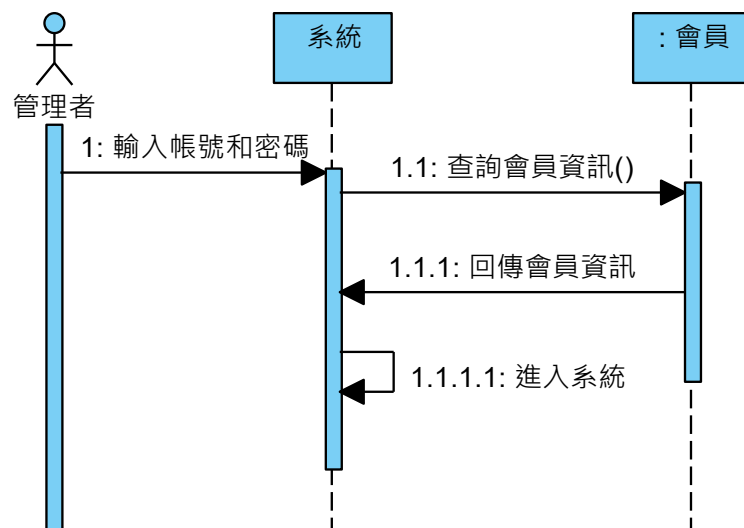 系統
: 會員
管理者
1: 輸入帳號和密碼
1.1: 查詢會員資訊()
1.1.1: 回傳會員資訊
1.1.1.1: 進入系統